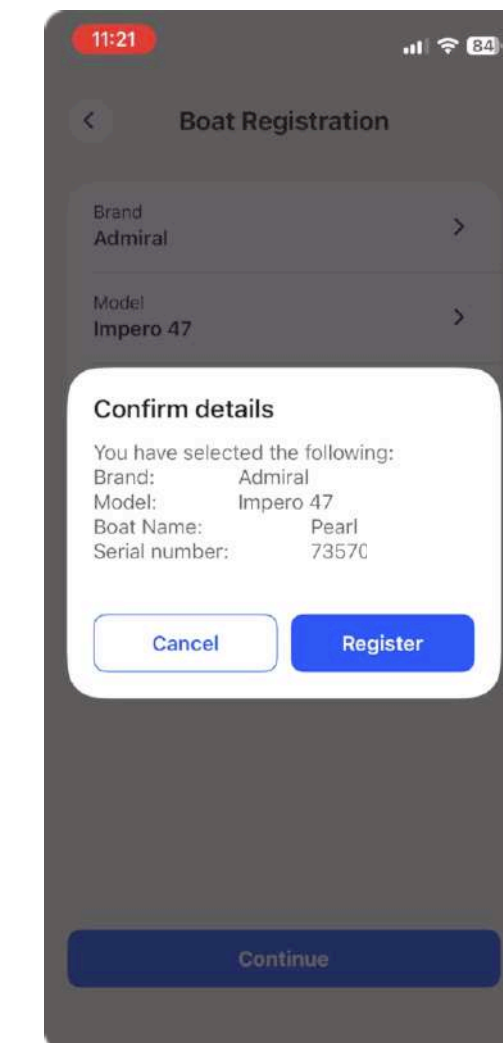 11:21
84
Boat Registration
Brand
Admiral
Model
Impero 47
Confirm details
You have selected the following:
Brand: Admiral
Model: Impero 47
Boat Name: Pearl
Serial number: 73570
Cancel Register
Continue